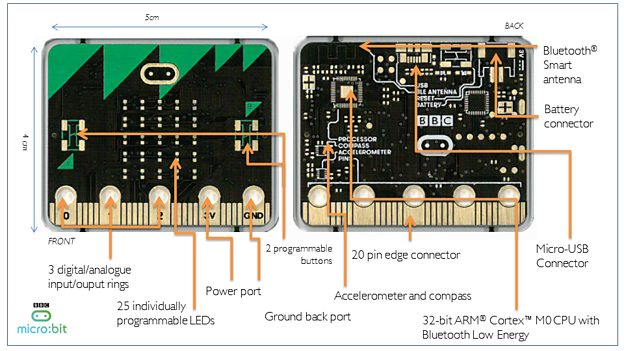 5cm
BACK
4 cm
Bluetooth®
Smart
antenna
Battery
connector
USB
BLE ANTENNA
RESET
BATTERY
BBC
PROCESSOR
COMPASS
ACCELEROMETER
PINS
0
1
2
3V
GND
FRONT
2 programmable
buttons
20 pin edge connector
Micro-USB
Connector
3 digital/analogue
input/ouput rings
Power port
25 individually
programmable LEDs
Accelerometer and compass
Ground back port
32-bit ARM® Cortex™ M0 CPU with
Bluetooth Low Energy
BBC
micro:bit